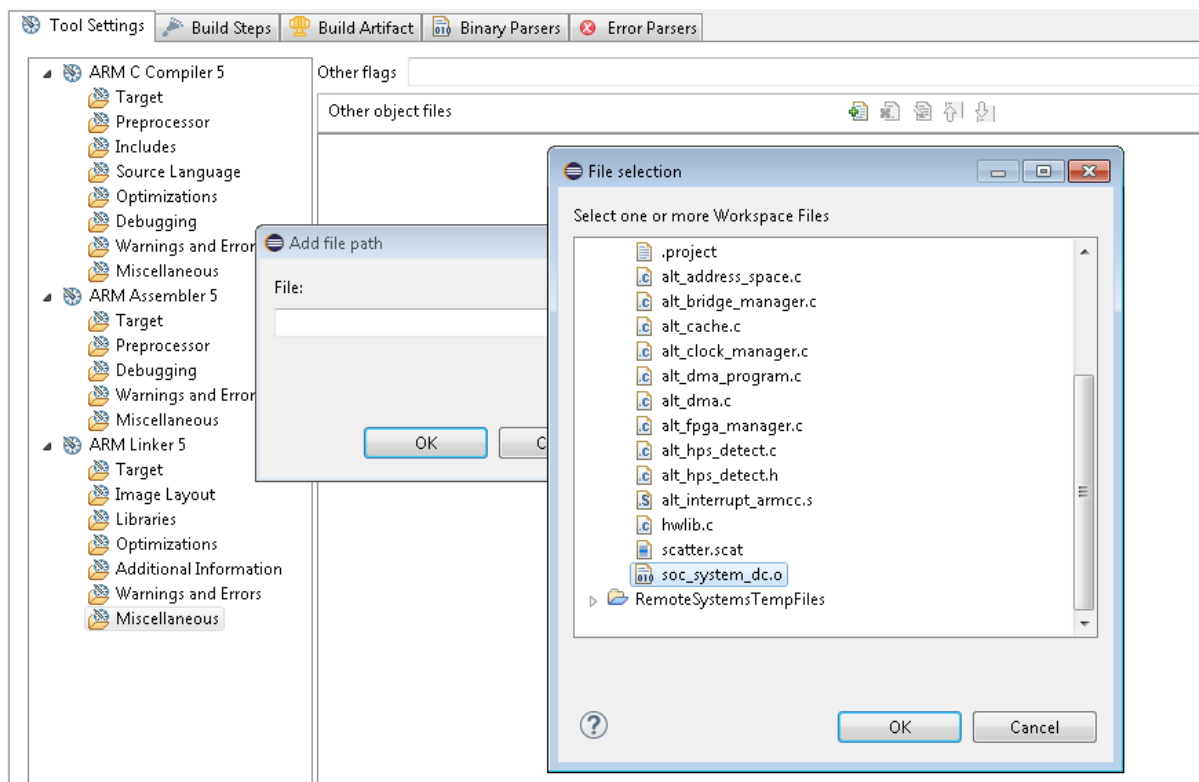 Tool Settings
Build Steps
Build Artifact
Binary Parsers
Error Parsers
ARM C Compiler 5
Target
Preprocessor
Includes
Source Language
Optimizations
Debugging
Warnings and Error
Miscellaneous
ARM Assembler 5
Target
Preprocessor
Debugging
Warnings and Error
Miscellaneous
ARM Linker 5
Target
Image Layout
Libraries
Optimizations
Additional Information
Warnings and Errors
Miscellaneous
Other flags
Other object files
Add file path
File:
OK
C
File selection
Select one or more Workspace Files
.project
alt_address_space.c
alt_bridge_manager.c
alt_cache.c
alt_clock_manager.c
alt_dma_program.c
alt_dma.c
alt_fpga_manager.c
alt_hps_detect.c
alt_hps_detect.h
alt_interrupt_armcc.s
hwlib.c
scatter.scat
soc_system_dc.o
RemoteSystemsTempFiles
OK
Cancel